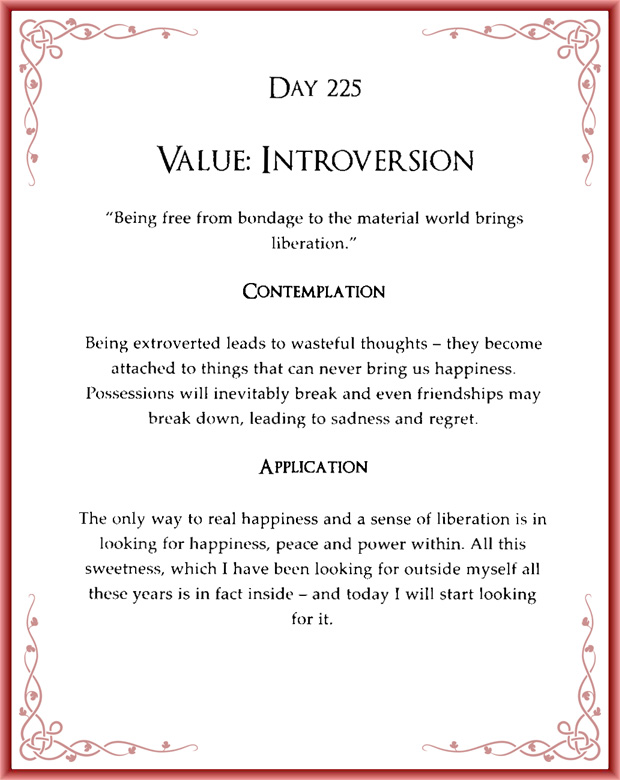 DAY 225
VALUE: INTROVERSION
“Being free from bondage to the material world brings
liberation.”
CONTEMPLATION
Being extroverted leads to wasteful thoughts – they become
attached to things that can never bring us happiness.
Possessions will inevitably break and even friendships may
break down, leading to sadness and regret.
APPLICATION
The only way to real happiness and a sense of liberation is in
looking for happiness, peace and power within. All this
sweetness, which I have been looking for outside myself all
these years is in fact inside – and today I will start looking
for it.